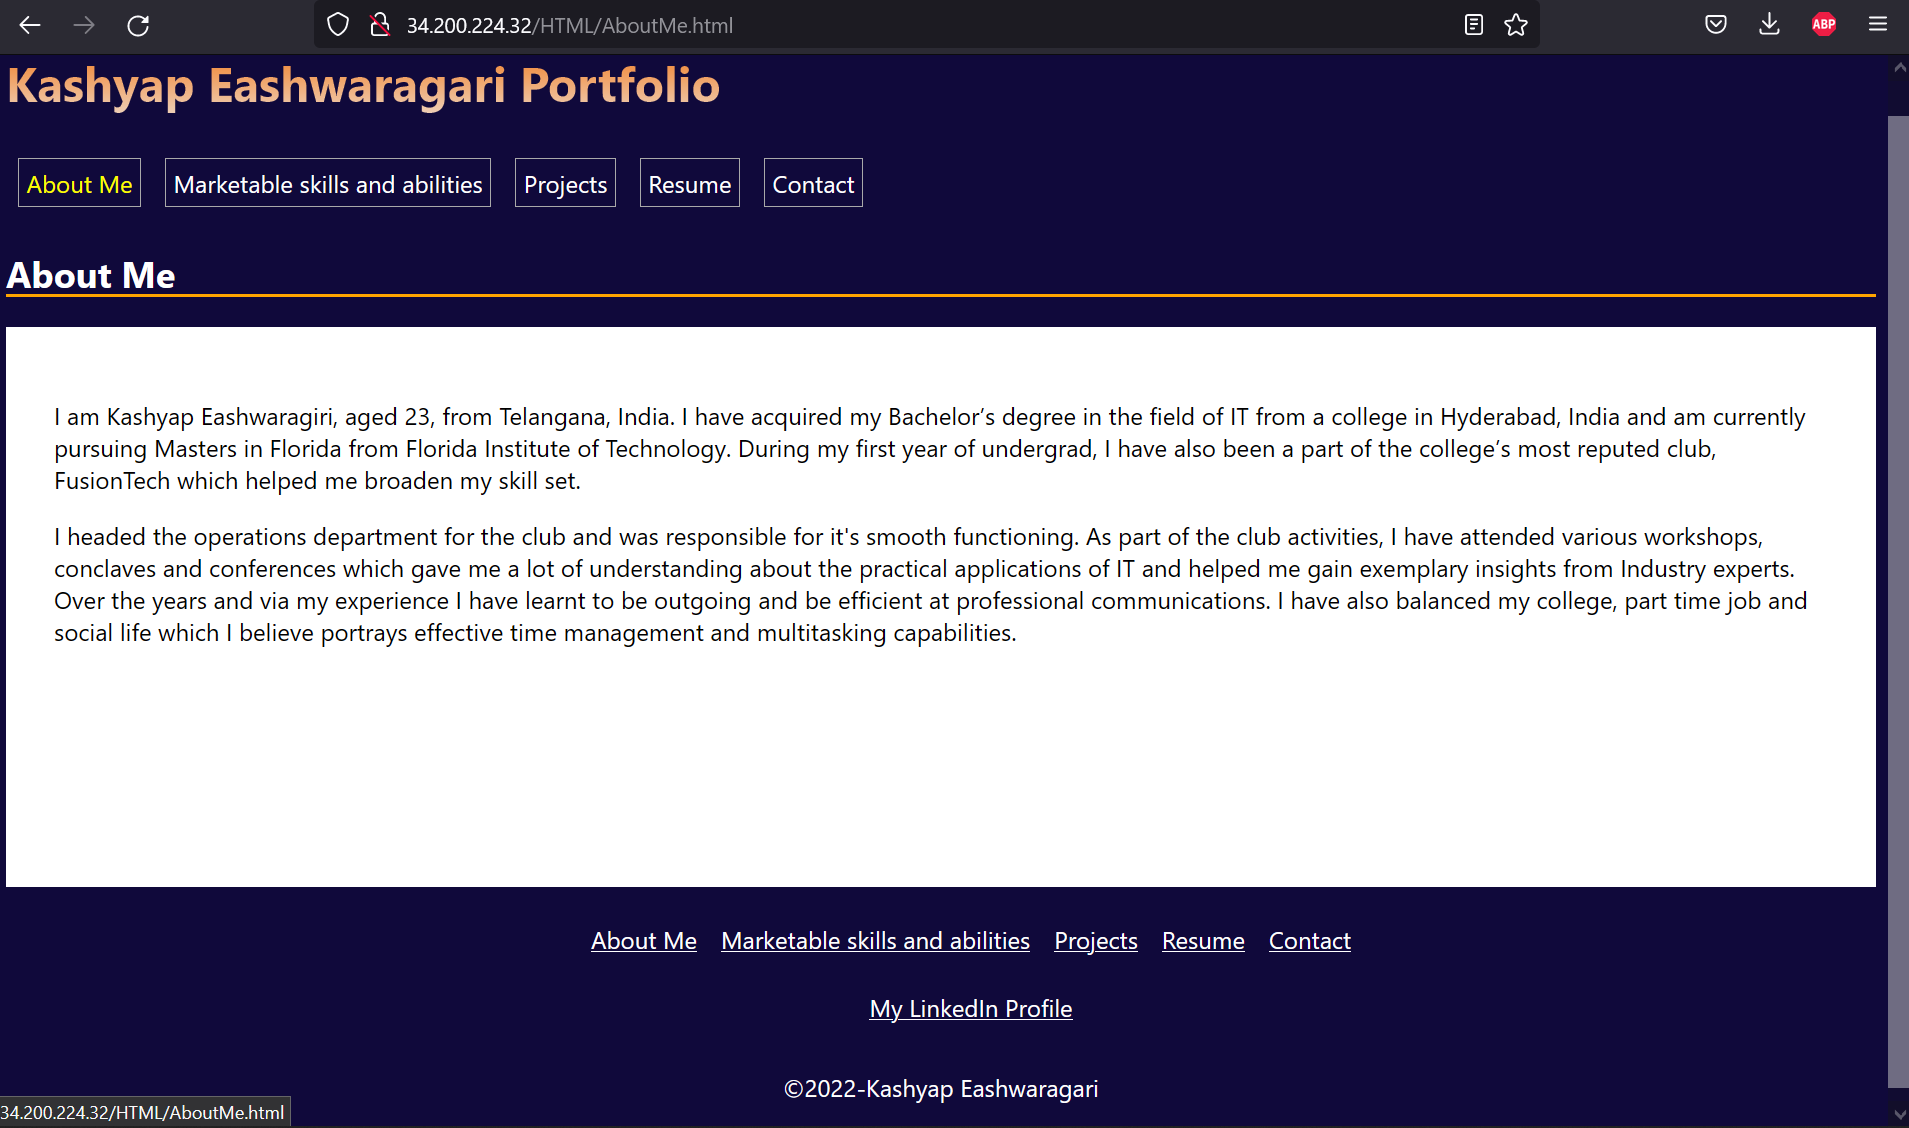 34.200.224.32/HTML/AboutMe.html
ABP
Kashyap Eashwaragari Portfolio
About Me Marketable skills and abilities Projects Resume Contact
About Me
I am Kashyap Eashwaragiri, aged 23, from Telangana, India. I have acquired my Bachelor’s degree in the field of IT from a college in Hyderabad, India and am currently
pursuing Masters in Florida from Florida Institute of Technology. During my first year of undergrad, I have also been a part of the college’s most reputed club,
FusionTech which helped me broaden my skill set.
I headed the operations department for the club and was responsible for it's smooth functioning. As part of the club activities, I have attended various workshops,
conclaves and conferences which gave me a lot of understanding about the practical applications of IT and helped me gain exemplary insights from Industry experts.
Over the years and via my experience I have learnt to be outgoing and be efficient at professional communications. I have also balanced my college, part time job and
social life which I believe portrays effective time management and multitasking capabilities.
About Me Marketable skills and abilities Projects Resume Contact
My LinkedIn Profile
©2022-Kashyap Eashwaragari
34.200.224.32/HTML/AboutMe.html